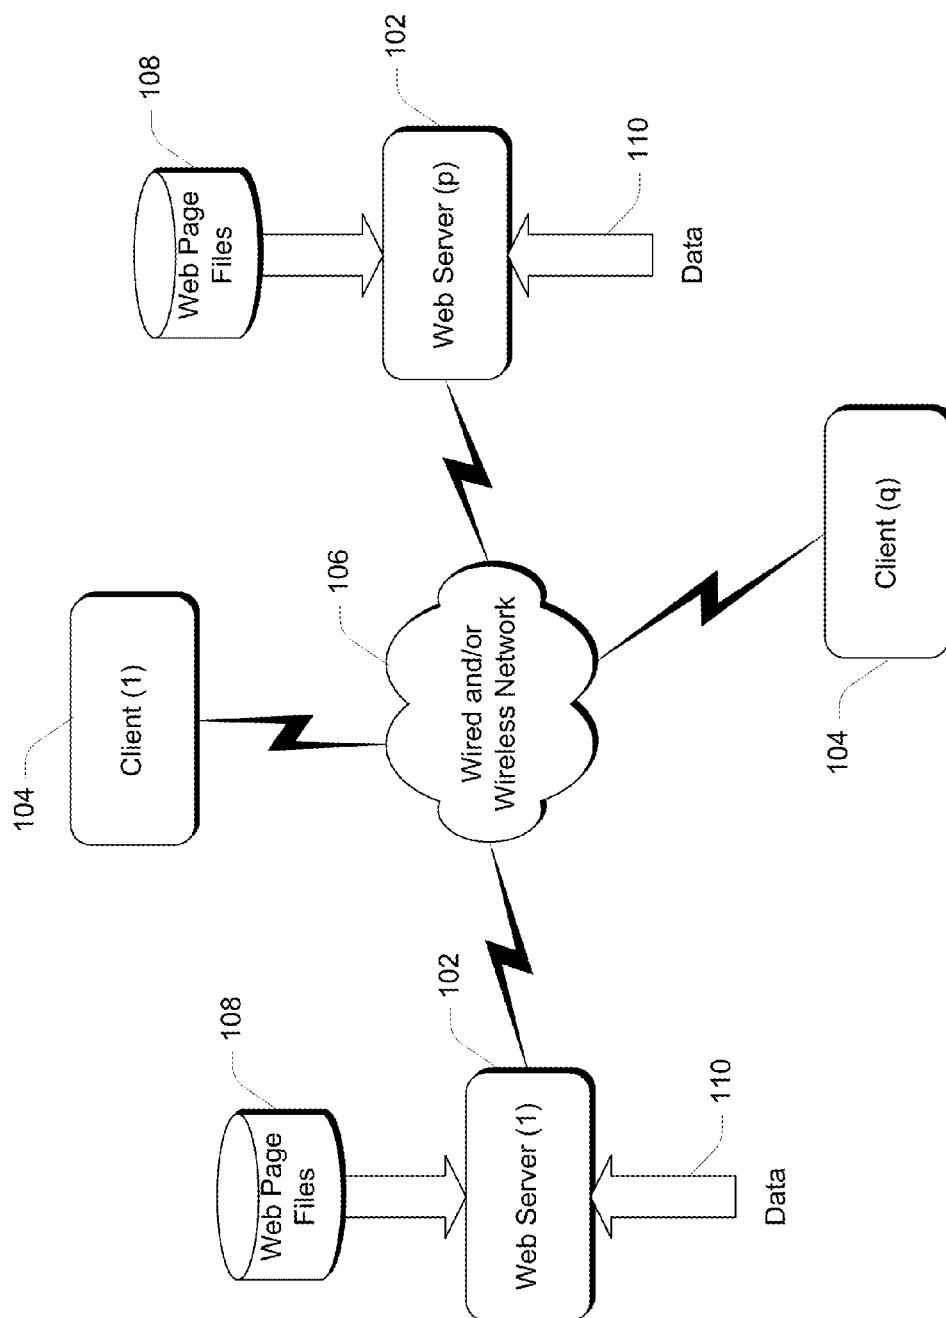 104
Client (1)
108
Web Page
Files
108
Web Page
Files
106
Wired and/or
Wireless Network
102
Web Server (1)
102
Web Server (p)
110
Data
110
Data
Client (q)
104